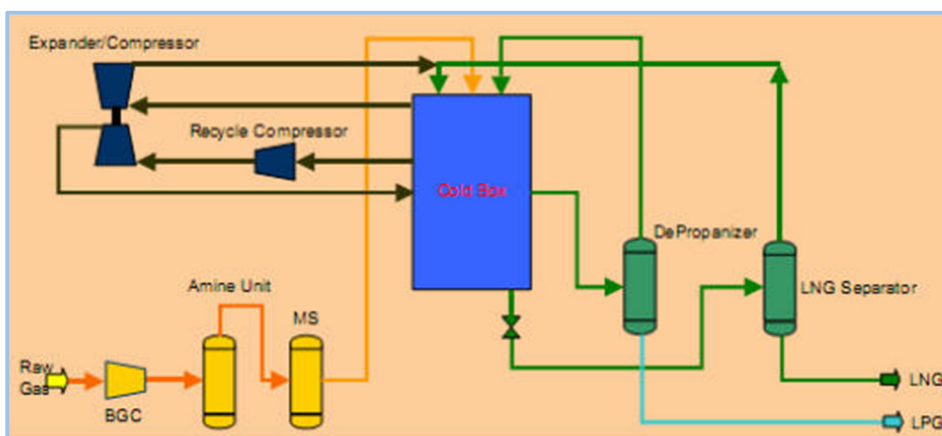 Expander/Compressor
Recycle Compressor
Cold Box
DePropanizer
Amine Unit
LNG Separator
MS
Raw
Gas
BGC
LNG
LPG